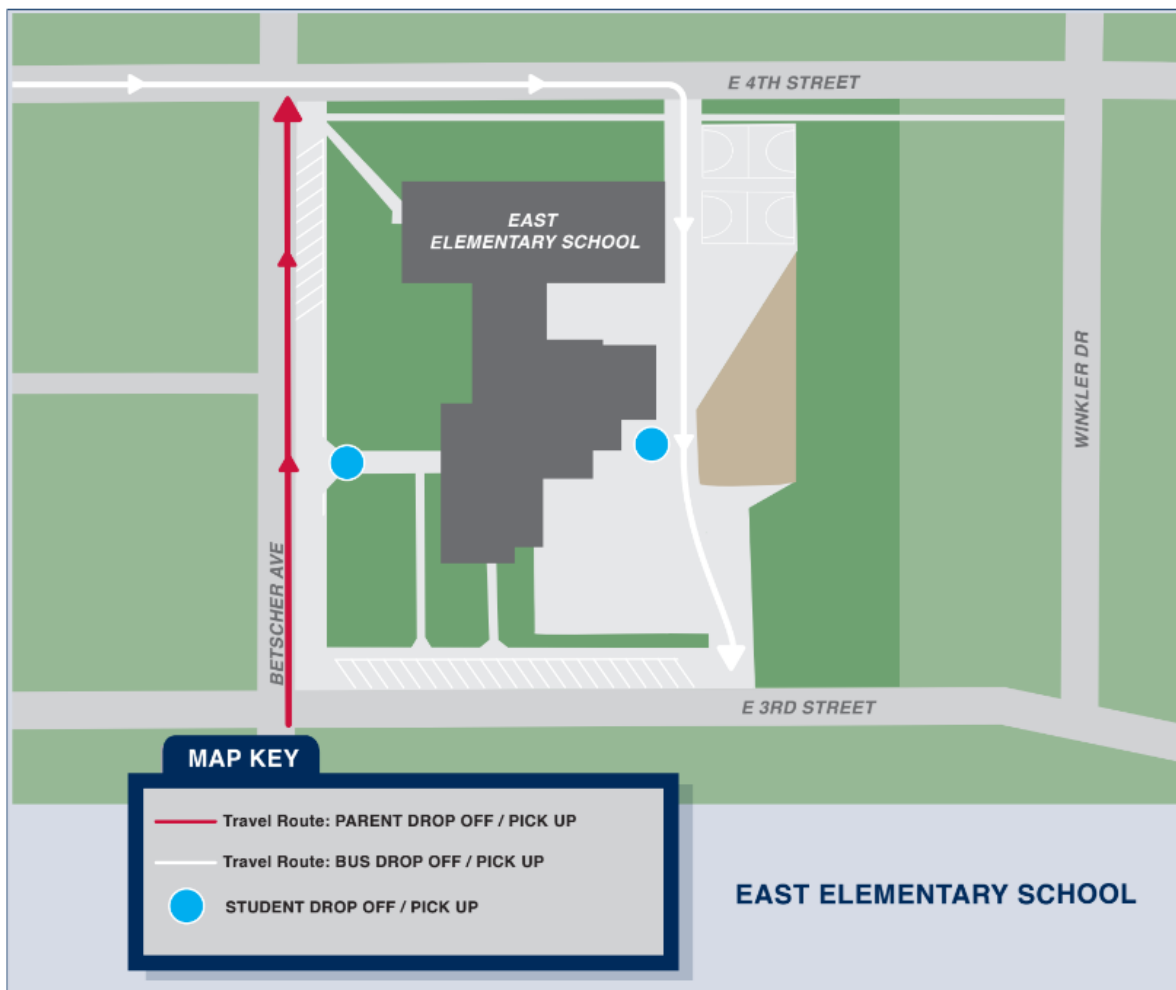 E 4TH STREET
EAST
ELEMENTARY SCHOOL
WINKLER DR
BETSCHER AVE
E 3RD STREET
MAP KEY
Travel Route: PARENT DROP OFF / PICK UP
Travel Route: BUS DROP OFF / PICK UP
STUDENT DROP OFF / PICK UP
EAST ELEMENTARY SCHOOL